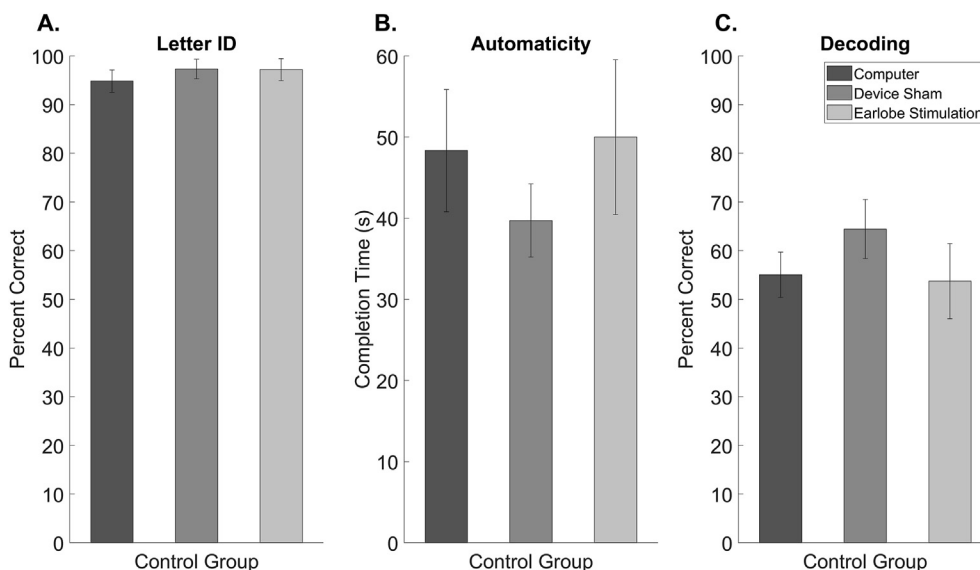 A.
Letter ID
Percent Correct
100
90
80
70
60
50
40
30
20
10
0
Control Group
B.
Automaticity
Completion Time (s)
60
50
40
30
20
10
0
Control Group
C.
Decoding
Percent Correct
100
90
80
70
60
50
40
30
20
10
0
Control Group
Computer
Device Sham
Earlobe Stimulation